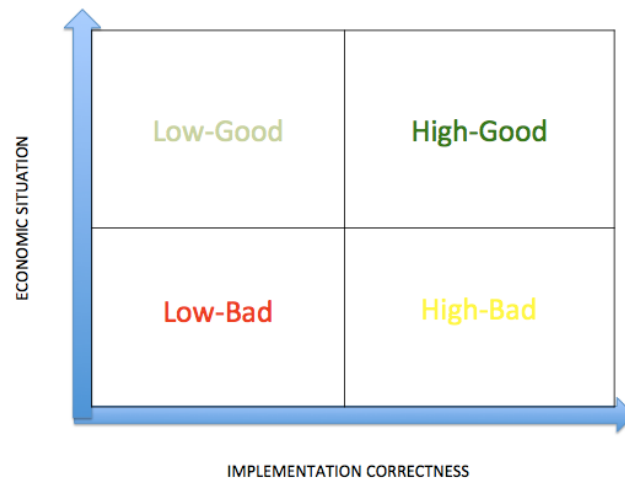 ECONOMIC SITUATION
Low-Good
High-Good
Low-Bad
High-Bad
IMPLEMENTATION CORRECTNESS